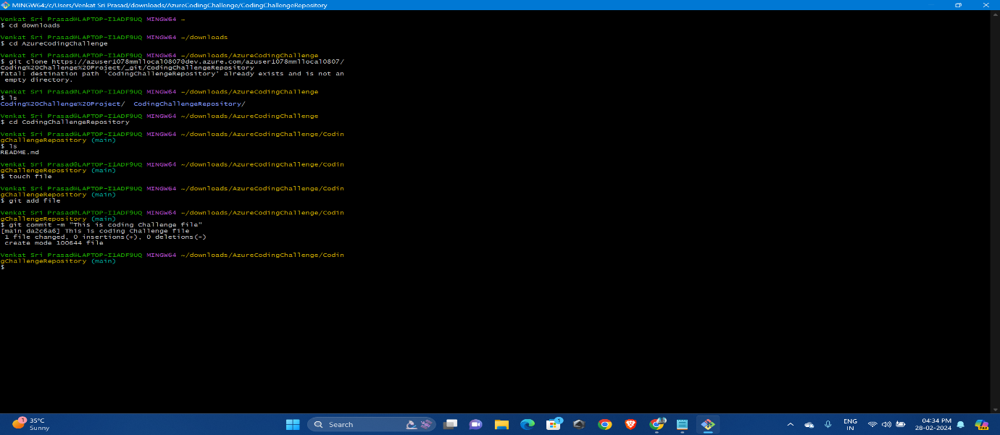 MINGW64:/c/Users/Venkat Sri Prasad/downloads/AzureCodingChallenge/CodingChallengeRepository
Venkat Sri Prasad@LAPTOP-I1ADF9UQ MINGW64 ~
$ cd downloads
Venkat Sri Prasad@LAPTOP-I1ADF9UQ MINGW64 ~/downloads
$ cd AzureCodingChallenge
Venkat Sri Prasad@LAPTOP-I1ADF9UQ MINGW64 ~/downloads/AzureCodingChallenge
$ git clone https://azuser1078mmllocal0807@dev.azure.com/azuser1078mmllocal0807/
Coding%20Challenge%20Project/_git/CodingChallengeRepository
fatal: destination path 'CodingChallengeRepository' already exists and is not an
empty directory.
Venkat Sri Prasad@LAPTOP-I1ADF9UQ MINGW64 ~/downloads/AzureCodingChallenge
$ ls
Coding%20Challenge%20Project/  CodingChallengeRepository/
Venkat Sri Prasad@LAPTOP-I1ADF9UQ MINGW64 ~/downloads/AzureCodingChallenge
$ cd CodingChallengeRepository
Venkat Sri Prasad@LAPTOP-I1ADF9UQ MINGW64 ~/downloads/AzureCodingChallenge/Codin
gChallengeRepository (main)
$ ls
README.md
Venkat Sri Prasad@LAPTOP-I1ADF9UQ MINGW64 ~/downloads/AzureCodingChallenge/Codin
gChallengeRepository (main)
$ touch file
Venkat Sri Prasad@LAPTOP-I1ADF9UQ MINGW64 ~/downloads/AzureCodingChallenge/Codin
gChallengeRepository (main)
$ git add file
Venkat Sri Prasad@LAPTOP-I1ADF9UQ MINGW64 ~/downloads/AzureCodingChallenge/Codin
gChallengeRepository (main)
$ git commit -m "This is coding Challenge file"
[main da2c6a6] This is coding Challenge file
1 file changed, 0 insertions(+), 0 deletions(-)
create mode 100644 file
Venkat Sri Prasad@LAPTOP-I1ADF9UQ MINGW64 ~/downloads/AzureCodingChallenge/Codin
gChallengeRepository (main)
$
1
35°C
Sunny
Search
1
ENG
IN
04:34 PM
28-02-2024